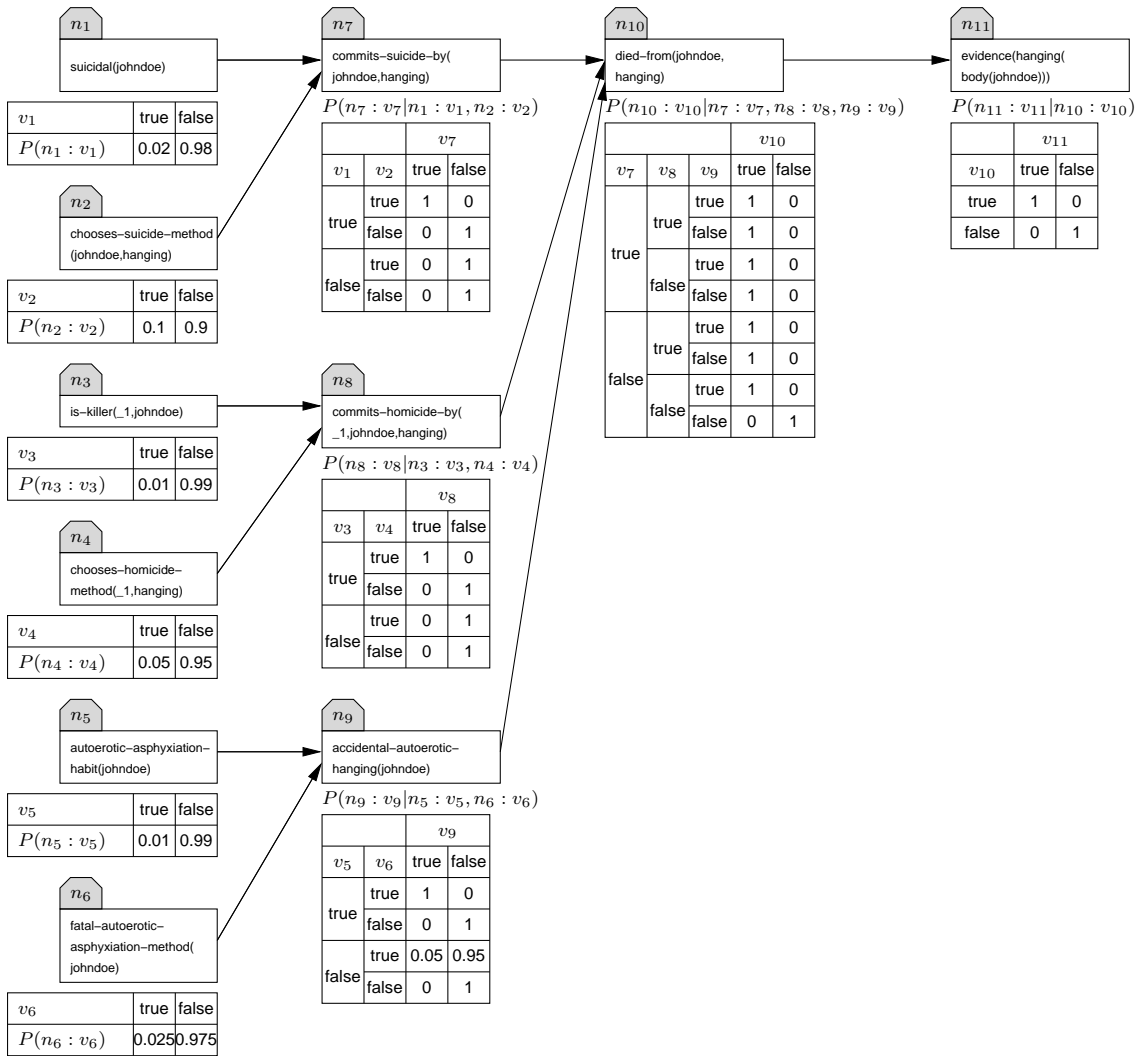 n₁
suicidal(johndoe)
v₁ true false
P(n₁ : v₁) 0.02 0.98
n₂
chooses–suicide–method
(johndoe,hanging)
v₂ true false
P(n₂ : v₂) 0.1 0.9
n₃
is–killer(_1,johndoe)
v₃ true false
P(n₃ : v₃) 0.01 0.99
n₄
chooses–homicide–
method(_1,hanging)
v₄ true false
P(n₄ : v₄) 0.05 0.95
n₅
autoerotic–asphyxiation–
habit(johndoe)
v₅ true false
P(n₅ : v₅) 0.01 0.99
n₆
fatal–autoerotic–
asphyxiation–method(
johndoe)
v₆ true false
P(n₆ : v₆) 0.025 0.975
n₇
commits–suicide–by(
johndoe,hanging)
P(n₇ : v₇|n₁ : v₁, n₂ : v₂)
v₇
v₁ v₂ true false
true true 1 0
false 0 1
false true 0 1
false 0 1
n₈
commits–homicide–by(
_1,johndoe,hanging)
P(n₈ : v₈|n₃ : v₃, n₄ : v₄)
v₈
v₃ v₄ true false
true true 1 0
false 0 1
false true 0 1
false 0 1
n₉
accidental–autoerotic–
hanging(johndoe)
P(n₉ : v₉|n₅ : v₅, n₆ : v₆)
v₉
v₅ v₆ true false
true true 1 0
false 0 1
false true 0.05 0.95
false 0 1
n₁₀
died–from(johndoe,
hanging)
P(n₁₀ : v₁₀|n₇ : v₇, n₈ : v₈, n₉ : v₉)
v₁₀
v₇ v₈ v₉ true false
true true true 1 0
false 1 0
false true 1 0
false 1 0
false true true 1 0
false 1 0
false true 1 0
false 0 1
n₁₁
evidence(hanging(
body(johndoe)))
P(n₁₁ : v₁₁|n₁₀ : v₁₀)
v₁₁
v₁₀ true false
true 1 0
false 0 1